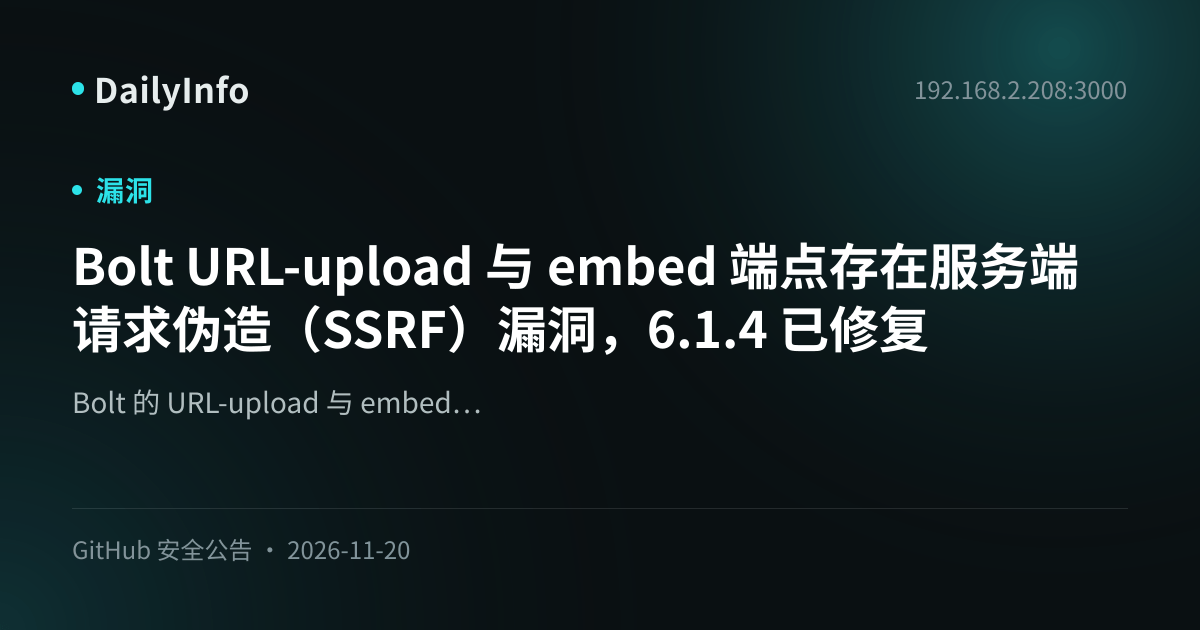 DailyInfo
192.168.2.208:3000
漏洞
Bolt URL-upload 与 embed 端点存在服务端
请求伪造（SSRF）漏洞，6.1.4 已修复
Bolt 的 URL-upload 与 embed…
GitHub 安全公告 · 2026-11-20